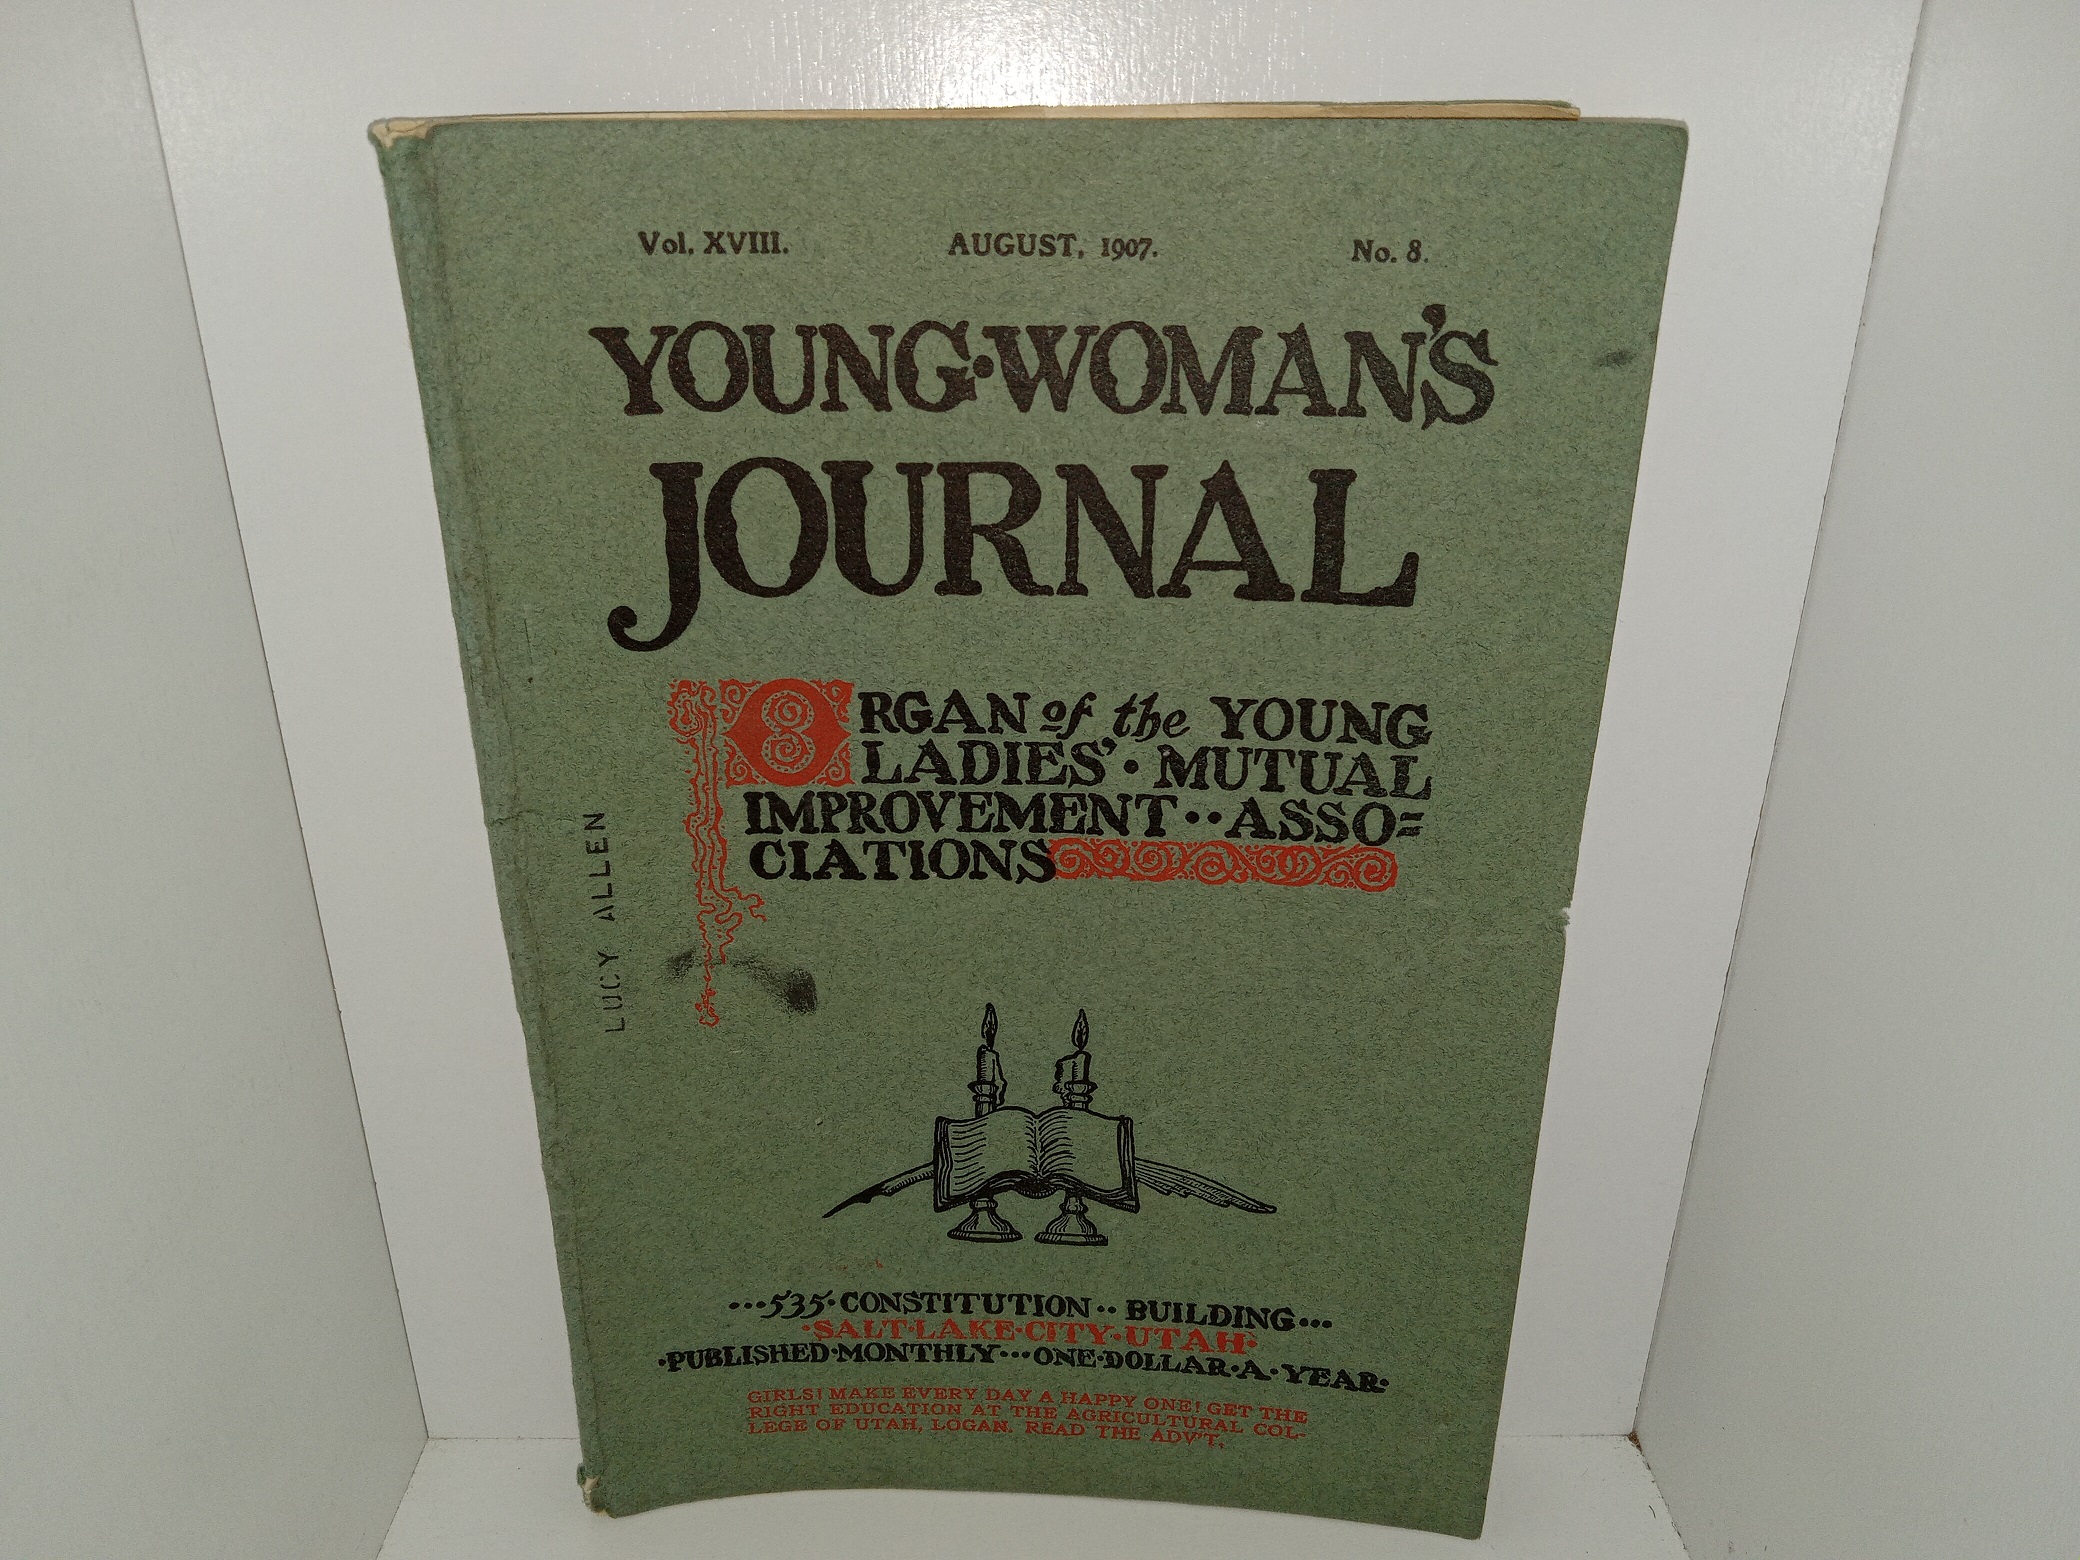 Vol. XVIII. AUGUST, 1907. No. 8.
YOUNG·WOMAN'S
JOURNAL
ORGAN of the YOUNG
LADIES'·MUTUAL
IMPROVEMENT··ASSO=
CIATIONS
LUCY ALLEN
···535·CONSTITUTION··BUILDING···
·SALT·LAKE·CITY·UTAH·
·PUBLISHED·MONTHLY···ONE·DOLLAR·A·YEAR·
GIRLS! MAKE EVERY DAY A HAPPY ONE! GET THE
RIGHT EDUCATION AT THE AGRICULTURAL COL-
LEGE OF UTAH, LOGAN. READ THE ADV'T.